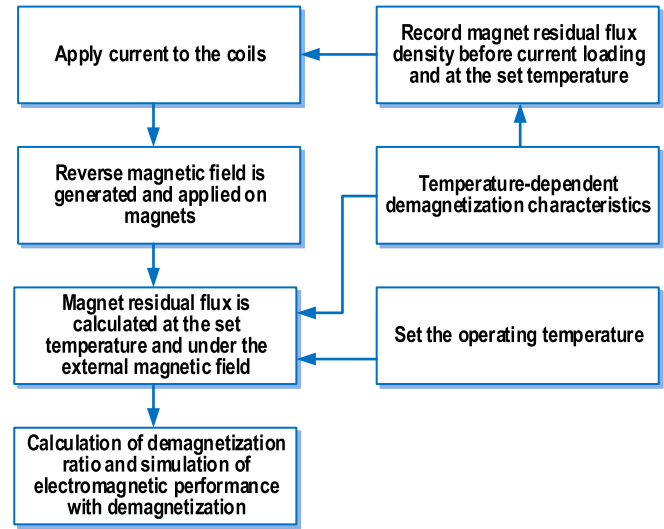 Apply current to the coils
Record magnet residual flux
density before current loading
and at the set temperature
Reverse magnetic field is
generated and applied on
magnets
Temperature-dependent
demagnetization characteristics
Magnet residual flux is
calculated at the set
temperature and under the
external magnetic field
Set the operating temperature
Calculation of demagnetization
ratio and simulation of
electromagnetic performance
with demagnetization